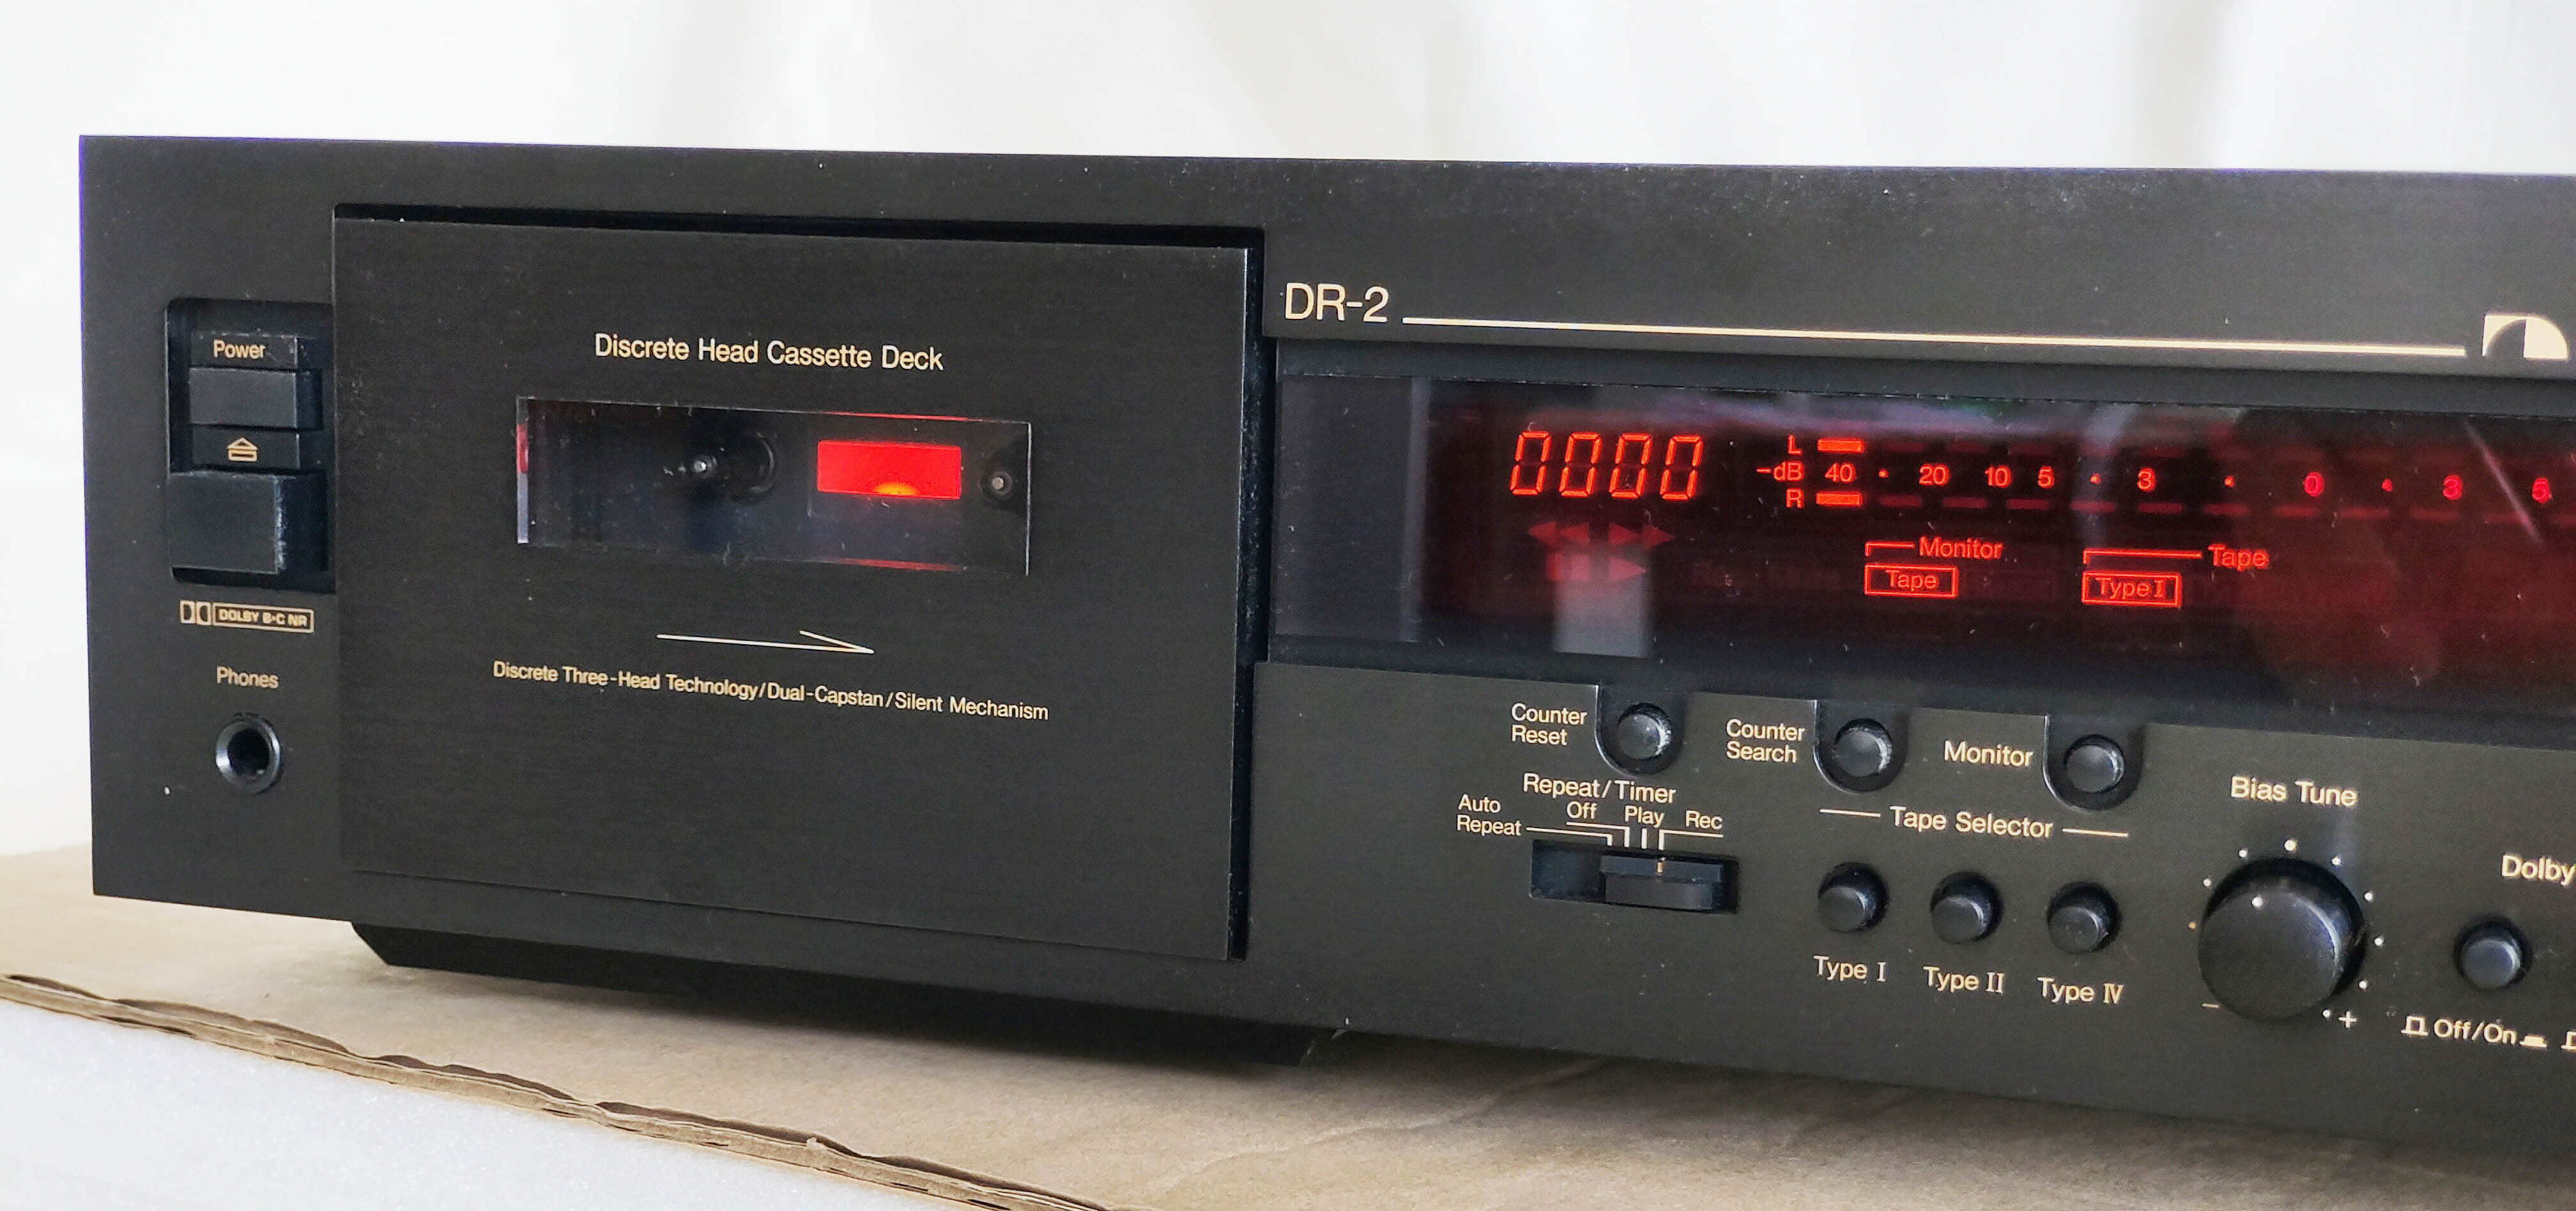 DR-2
Power
Discrete Head Cassette Deck
0000
L
-dB 40 20 10 5 3 0 3 5
R
Monitor
Tape
Tape
Type I
DOLBY B·C NR
Discrete Three-Head Technology/Dual-Capstan/Silent Mechanism
Phones
Counter
Reset
Counter
Search
Monitor
Repeat/Timer
Auto
Repeat
Off
Play
Rec
Tape Selector
Type I
Type II
Type IV
Bias Tune
- +
Dolby
Off/On